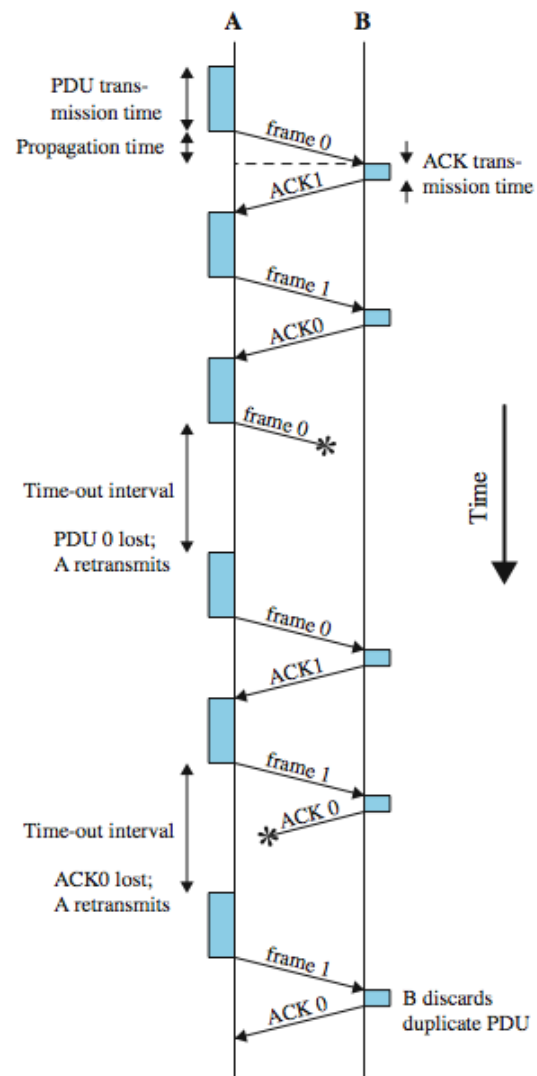 A
B
PDU trans-
mission time
Propagation time
frame 0
ACK trans-
mission time
ACK1
frame 1
ACK0
frame 0
*
Time-out interval
PDU 0 lost;
A retransmits
Time
frame 0
ACK1
frame 1
ACK 0
*
Time-out interval
ACK0 lost;
A retransmits
frame 1
ACK 0
B discards
duplicate PDU